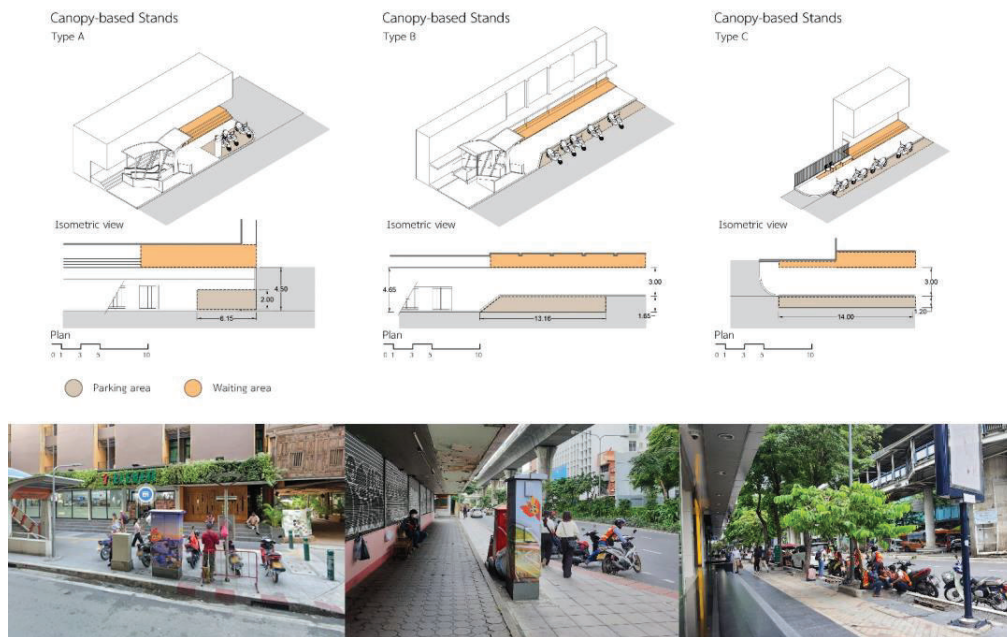 Canopy-based Stands
Type A
Isometric view
4.50
2.00
6.15
Plan
0 1 3 5 10
Canopy-based Stands
Type B
Isometric view
4.65
3.00
1.65
13.16
Plan
0 1 3 5 10
Canopy-based Stands
Type C
Isometric view
3.00
1.20
14.00
Plan
0 1 3 5 10
Parking area
Waiting area